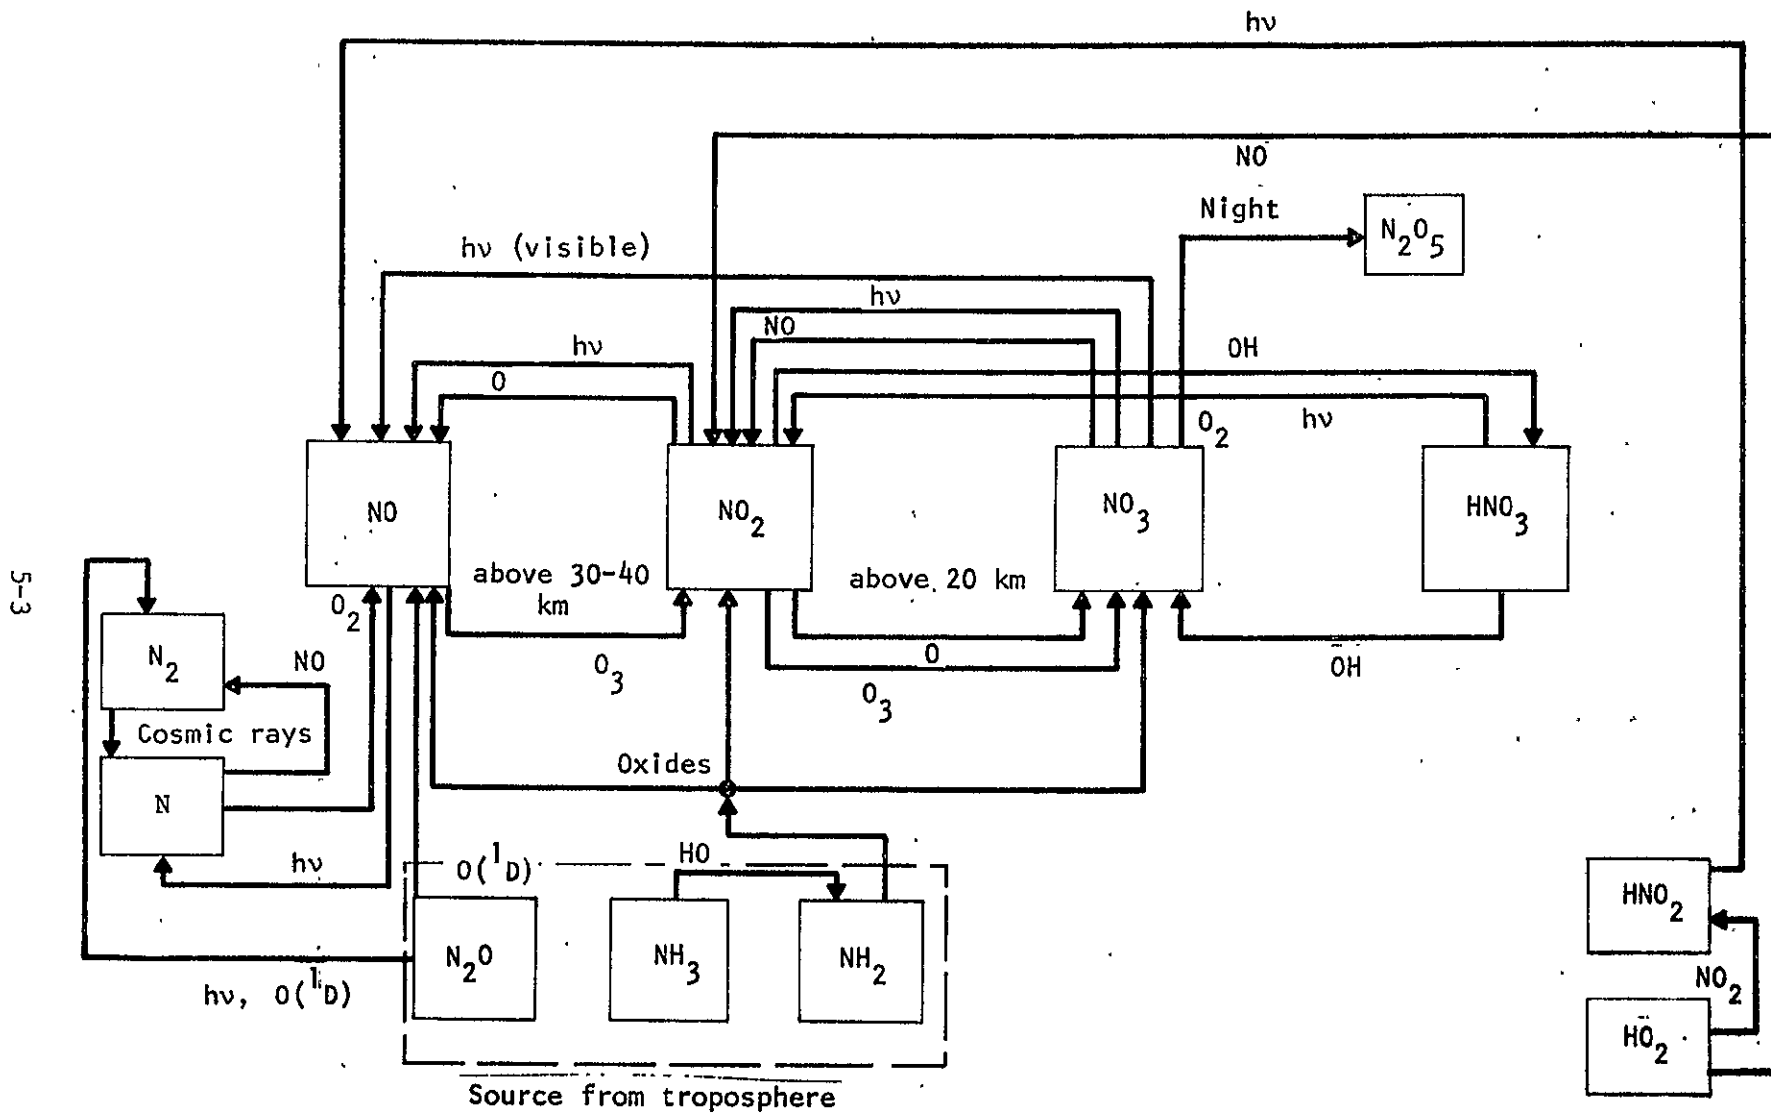 hν
NO
Night
N2O5
hν (visible)
hν
NO
hν
OH
O
O2
hν
NO
NO2
NO3
HNO3
above 30-40
km
above 20 km
5-3
O2
N2
NO
O3
O
O3
OH
Cosmic rays
Oxides
N
hν
O(1D)
HO
HNO2
N2O
NH3
NH2
hν, O(1D)
NO2
HO2
Source from troposphere